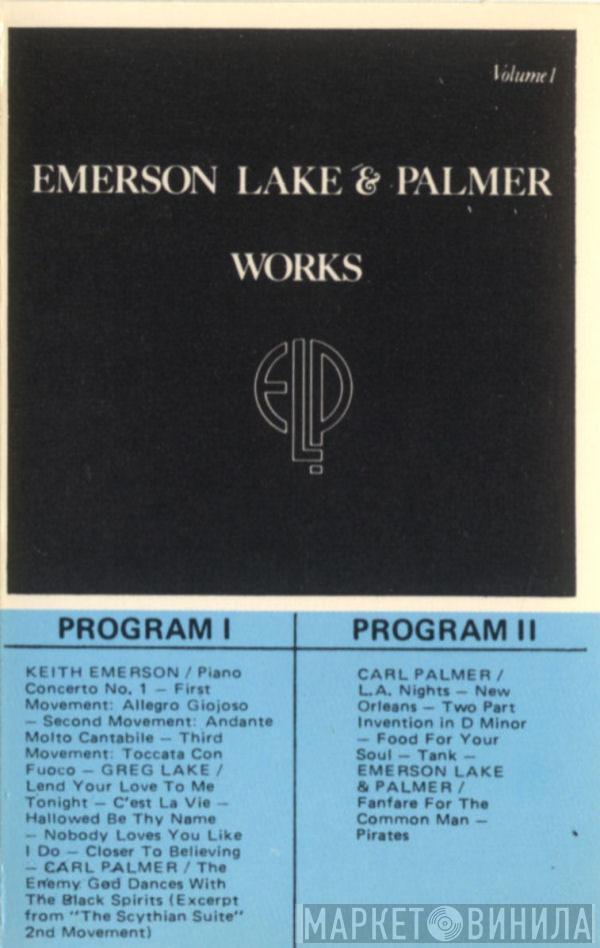 Volume 1
EMERSON LAKE & PALMER
WORKS
ELP.
PROGRAM I
KEITH EMERSON / Piano
Concerto No. 1 – First
Movement: Allegro Giojoso
– Second Movement: Andante
Molto Cantabile – Third
Movement: Toccata Con
Fuoco – GREG LAKE /
Lend Your Love To Me
Tonight – C'est La Vie –
Hallowed Be Thy Name
– Nobody Loves You Like
I Do – Closer To Believing
– CARL PALMER / The
Enemy God Dances With
The Black Spirits (Excerpt
from "The Scythian Suite"
2nd Movement)
PROGRAM II
CARL PALMER /
L.A. Nights – New
Orleans – Two Part
Invention in D Minor
– Food For Your
Soul – Tank –
EMERSON LAKE
& PALMER /
Fanfare For The
Common Man –
Pirates
МАРКЕТ ВИНИЛА